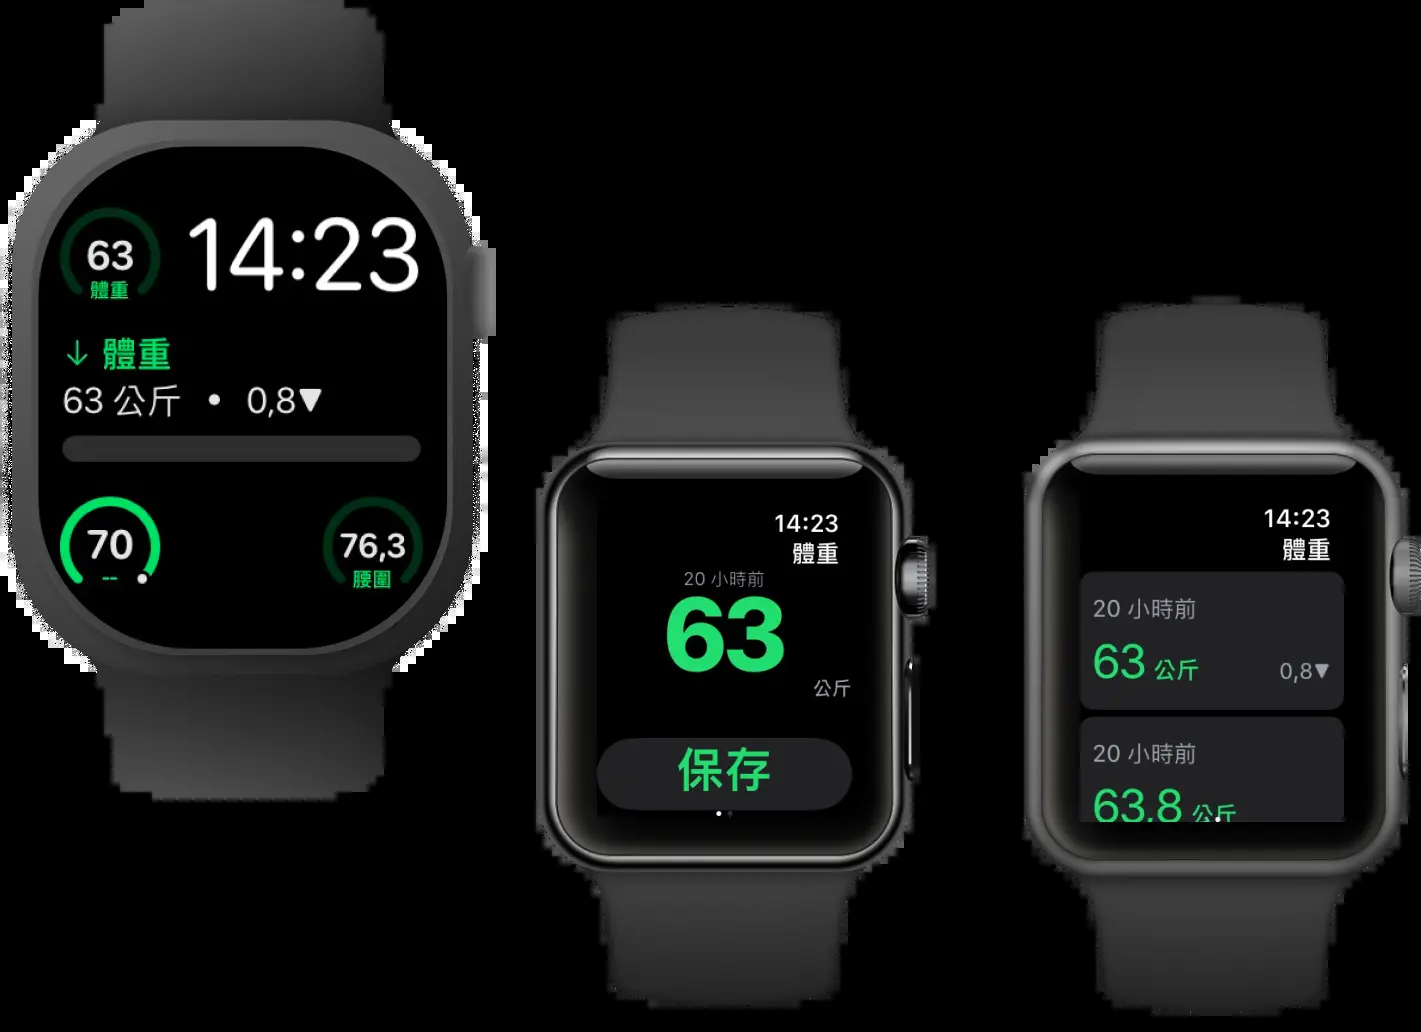 63
體重
14:23
↓ 體重
63 公斤 • 0,8▼
70
--
76,3
腰圍
14:23
體重
20 小時前
63
公斤
保存
14:23
體重
20 小時前
63 公斤 0,8▼
20 小時前
63,8 公斤